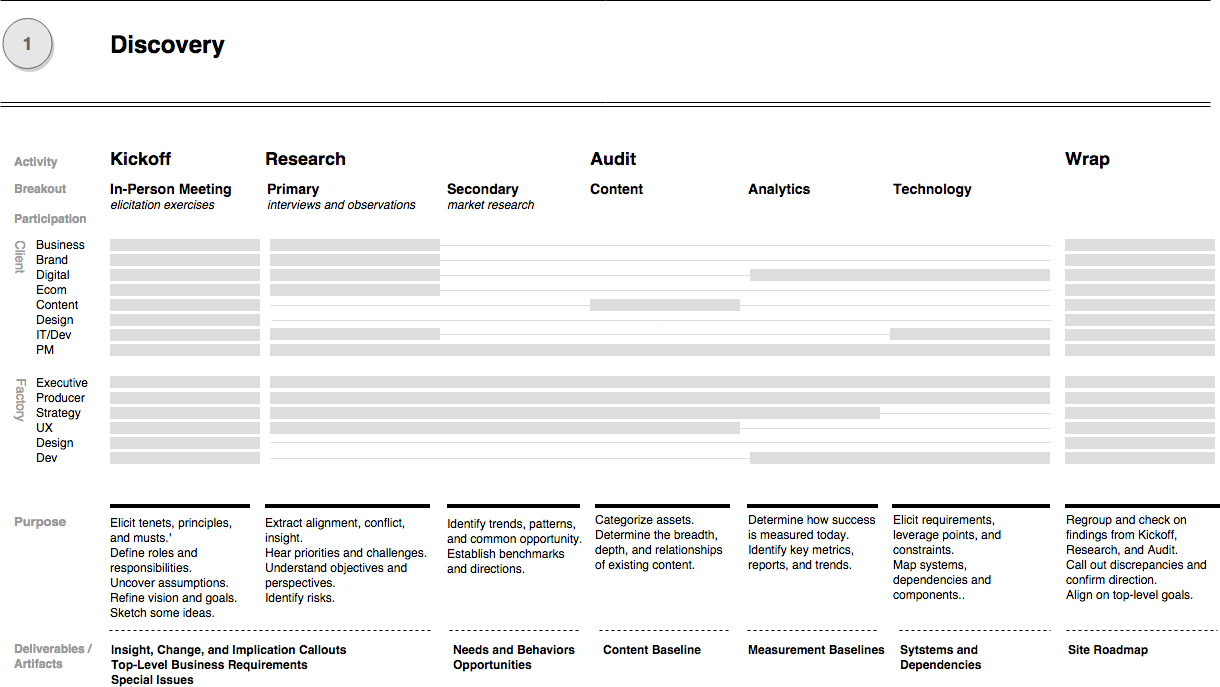 1
Discovery
Activity
Kickoff
Research
Audit
Wrap
Breakout
In-Person Meeting
elicitation exercises
Primary
interviews and observations
Secondary
market research
Content
Analytics
Technology
Participation
Client
Business
Brand
Digital
Ecom
Content
Design
IT/Dev
PM
Factory
Executive
Producer
Strategy
UX
Design
Dev
Purpose
Elicit tenets, principles,
and musts.'
Define roles and
responsibilities.
Uncover assumptions.
Refine vision and goals.
Sketch some ideas.
Extract alignment, conflict,
insight.
Hear priorities and challenges.
Understand objectives and
perspectives.
Identify risks.
Identify trends, patterns,
and common opportunity.
Establish benchmarks
and directions.
Categorize assets.
Determine the breadth,
depth, and relationships
of existing content.
Determine how success
is measured today.
Identify key metrics,
reports, and trends.
Elicit requirements,
leverage points, and
constraints.
Map systems,
dependencies and
components..
Regroup and check on
findings from Kickoff,
Research, and Audit.
Call out discrepancies and
confirm direction.
Align on top-level goals.
Deliverables /
Artifacts
Insight, Change, and Implication Callouts
Top-Level Business Requirements
Special Issues
Needs and Behaviors
Opportunities
Content Baseline
Measurement Baselines
Sytstems and
Dependencies
Site Roadmap